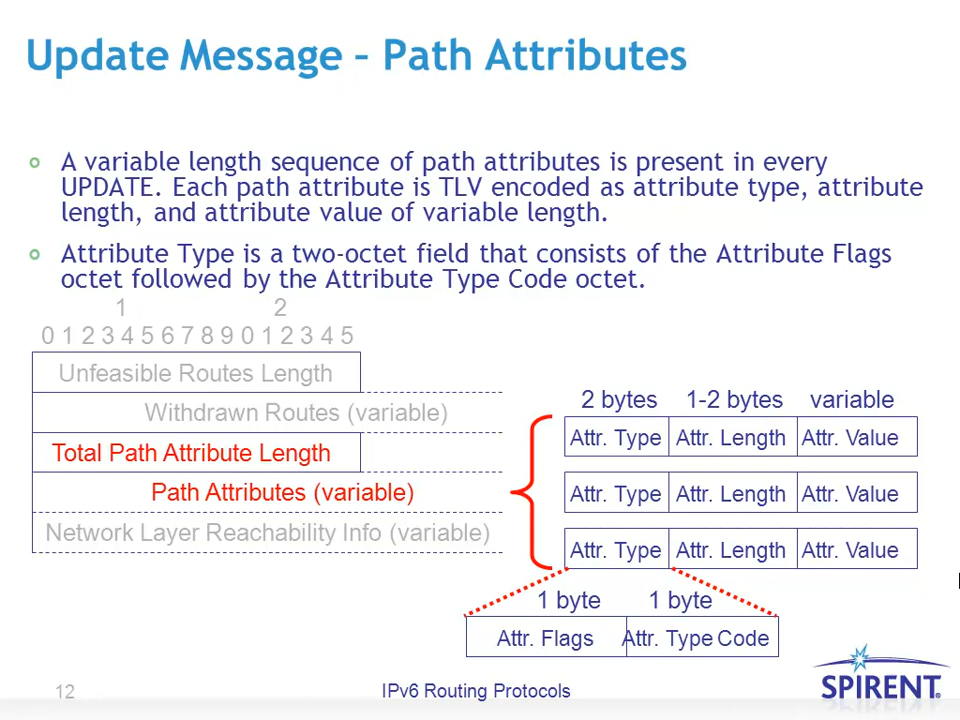 Update Message – Path Attributes
A variable length sequence of path attributes is present in every
UPDATE. Each path attribute is TLV encoded as attribute type, attribute
length, and attribute value of variable length.
Attribute Type is a two-octet field that consists of the Attribute Flags
octet followed by the Attribute Type Code octet.
1 2
0 1 2 3 4 5 6 7 8 9 0 1 2 3 4 5
Unfeasible Routes Length
Withdrawn Routes (variable)
Total Path Attribute Length
Path Attributes (variable)
Network Layer Reachability Info (variable)
2 bytes 1-2 bytes variable
Attr. Type Attr. Length Attr. Value
Attr. Type Attr. Length Attr. Value
Attr. Type Attr. Length Attr. Value
1 byte 1 byte
Attr. Flags Attr. Type Code
12
IPv6 Routing Protocols
SPIRENT®